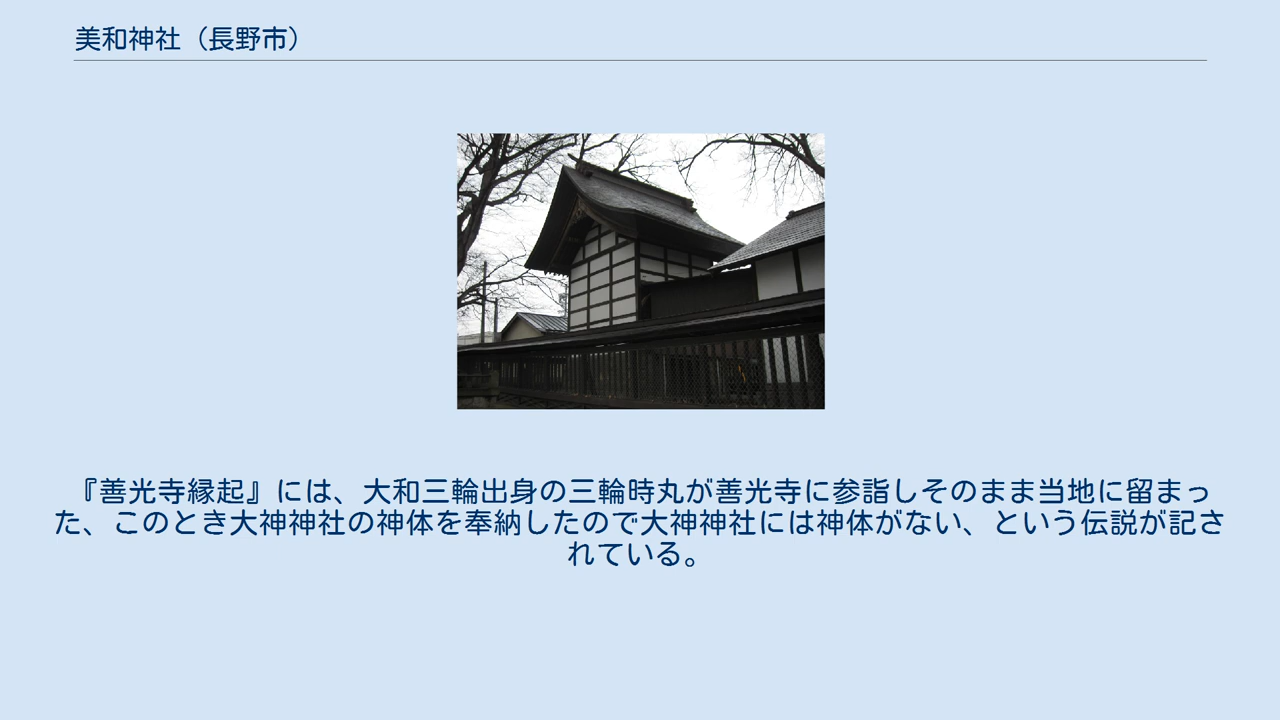 美和神社（長野市）
『善光寺縁起』には、大和三輪出身の三輪時丸が善光寺に参詣しそのまま当地に留まっ
た、このとき大神神社の神体を奉納したので大神神社には神体がない、という伝説が記さ
れている。